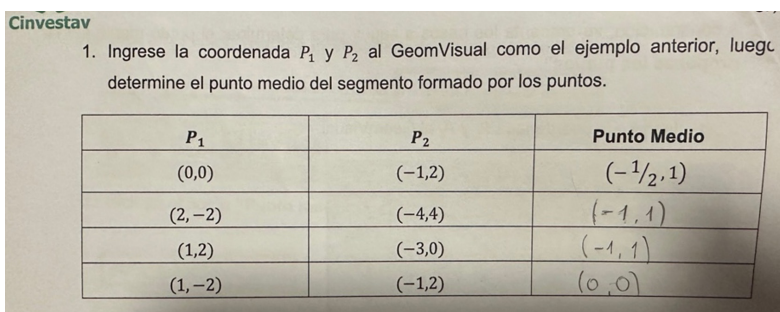 Cinvestav
1. Ingrese la coordenada P₁ y P₂ al GeomVisual como el ejemplo anterior, luego
determine el punto medio del segmento formado por los puntos.
P₁ P₂ Punto Medio
(0,0) (−1,2) (−1/2, 1)
(2,−2) (−4,4) (-1, 1)
(1,2) (−3,0) (-1, 1)
(1,−2) (−1,2) (0, 0)